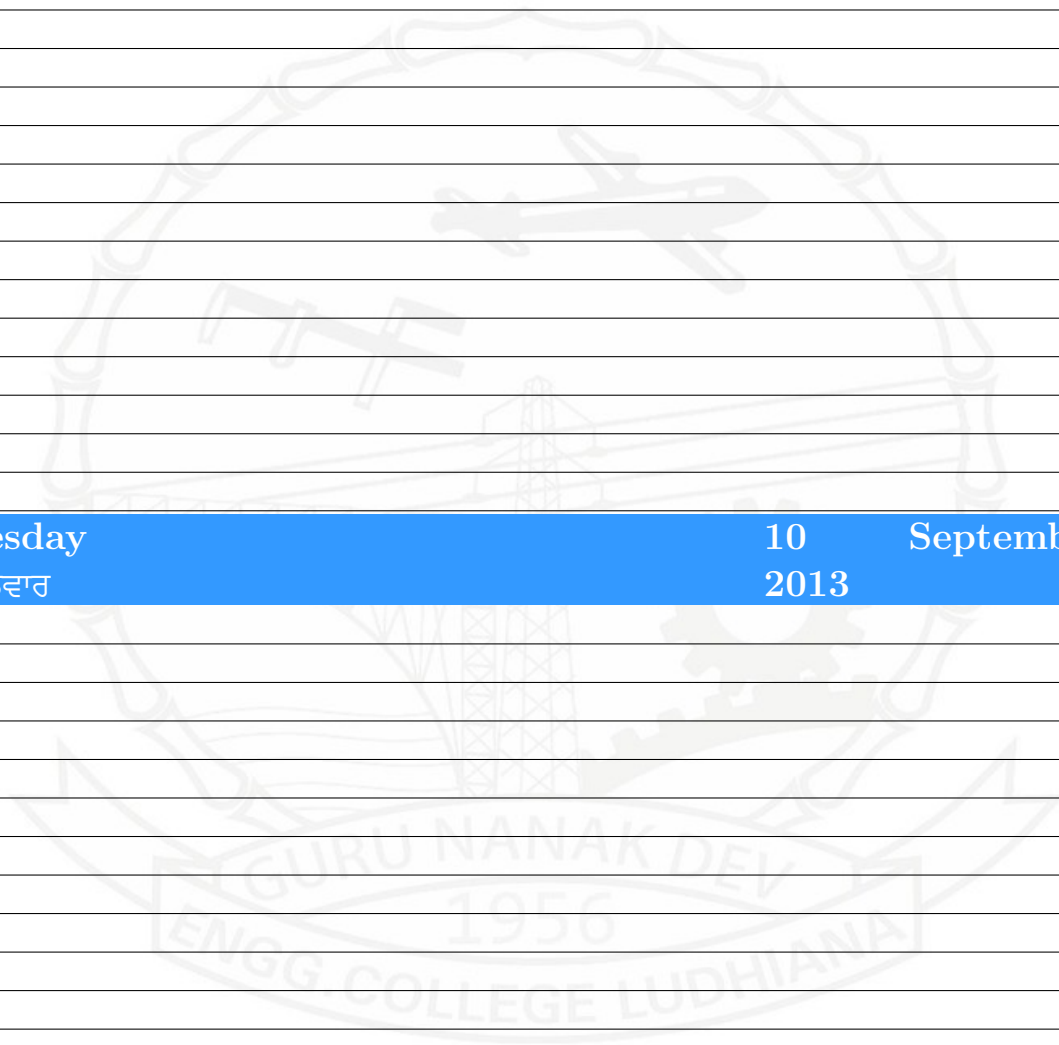 esday 10 Septemb
ਵਾਰ 2013
GURU NANAK DEV
1956
ENGG. COLLEGE LUDHIANA